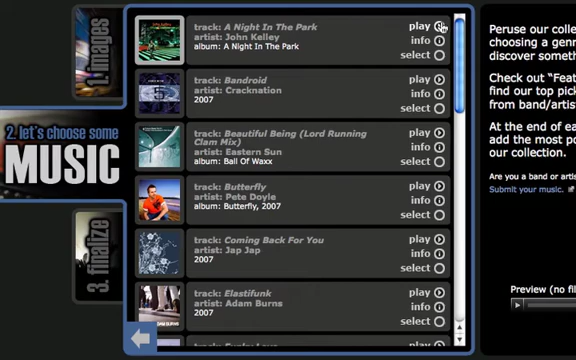 1. images
2. let's choose some
MUSIC
3. finalize
track: A Night In The Park
artist: John Kelley
album: A Night In The Park
play
info
select
track: Bandroid
artist: Cracknation
2007
play
info
select
track: Beautiful Being (Lord Running
Clam Mix)
artist: Eastern Sun
album: Ball Of Waxx
play
info
select
track: Butterfly
artist: Pete Doyle
album: Butterfly, 2007
play
info
select
track: Coming Back For You
artist: Jap Jap
2007
play
info
select
track: Elastifunk
artist: Adam Burns
2007
play
info
select
Peruse our colle
choosing a genr
discover someth
Check out "Feat
find our top pick
from band/artis
At the end of ea
add the most po
our collection.
Are you a band or artis
Submit your music.
Preview (no fil